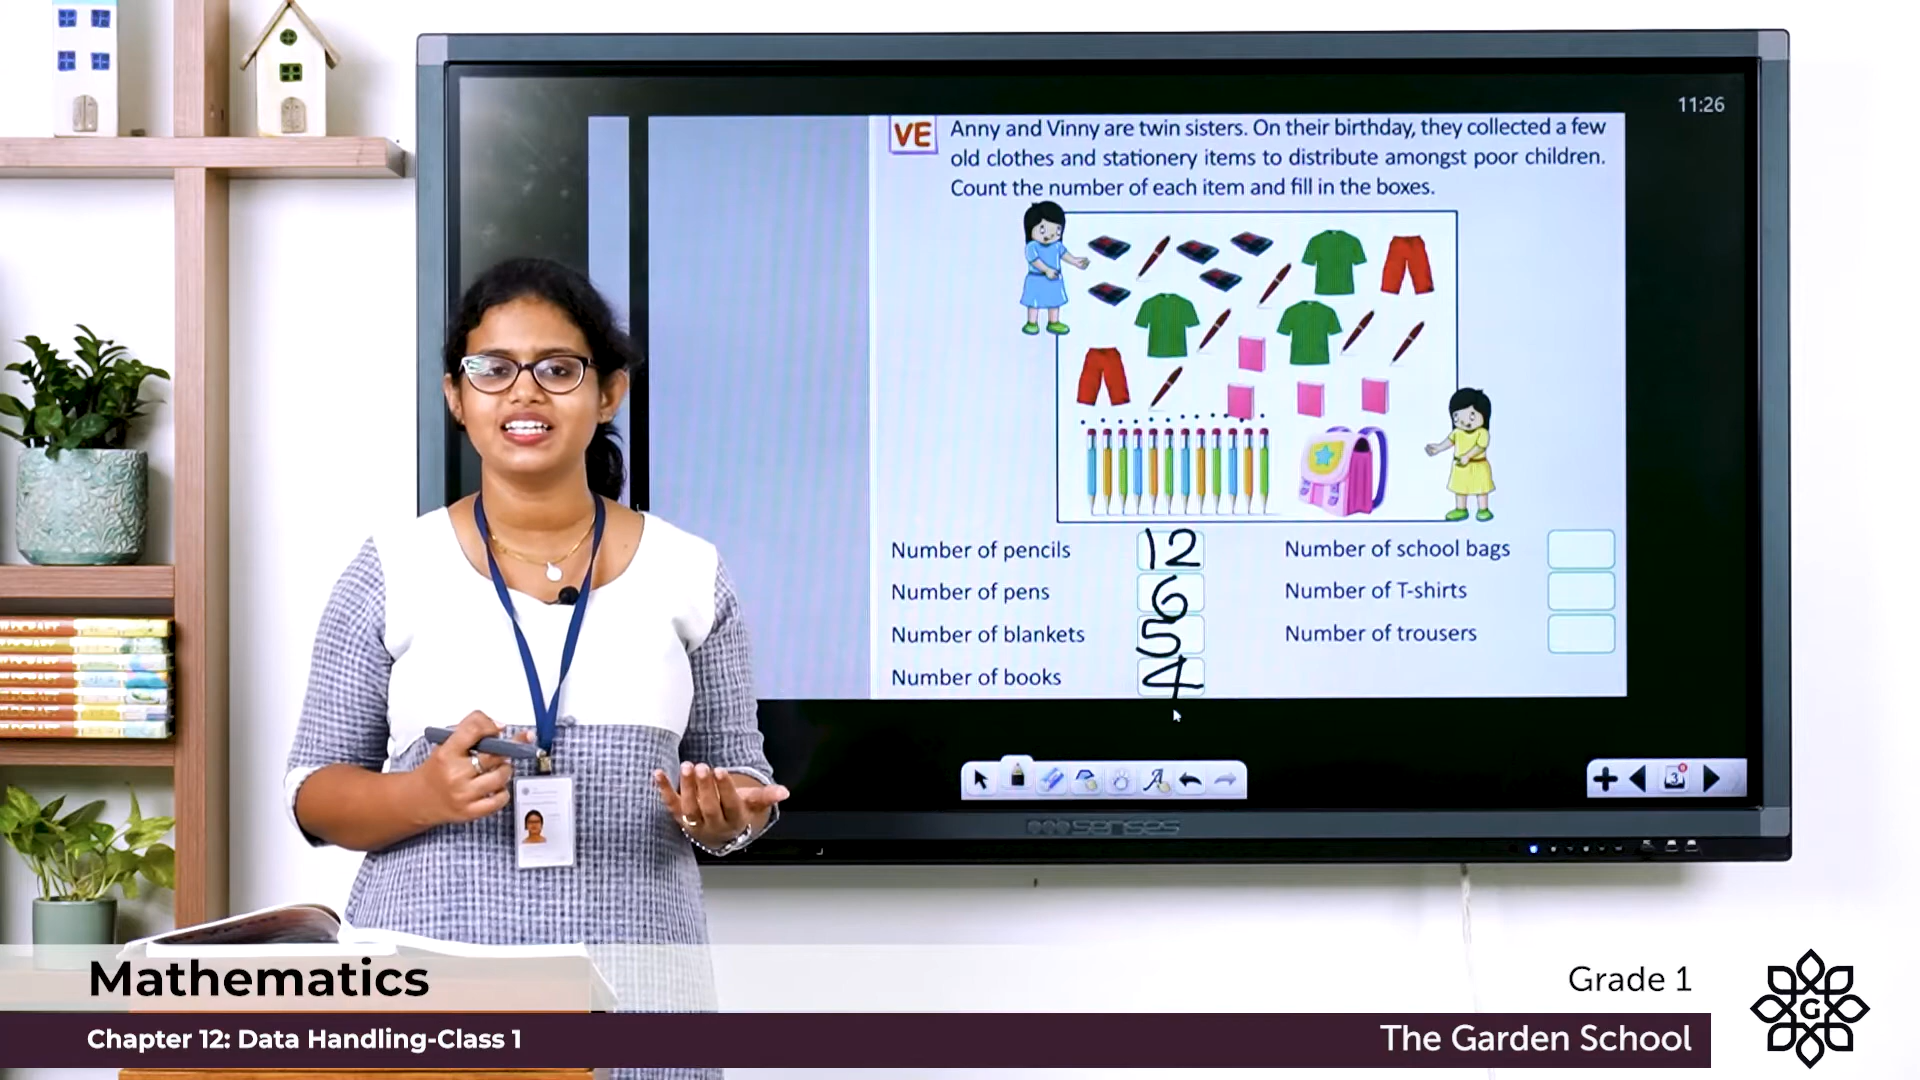 11:26
VE
Anny and Vinny are twin sisters. On their birthday, they collected a few
old clothes and stationery items to distribute amongst poor children.
Count the number of each item and fill in the boxes.
Number of pencils 12
Number of pens 6
Number of blankets 5
Number of books 4
Number of school bags
Number of T-shirts
Number of trousers
3
senses
Mathematics
Chapter 12: Data Handling-Class 1
Grade 1
The Garden School
G